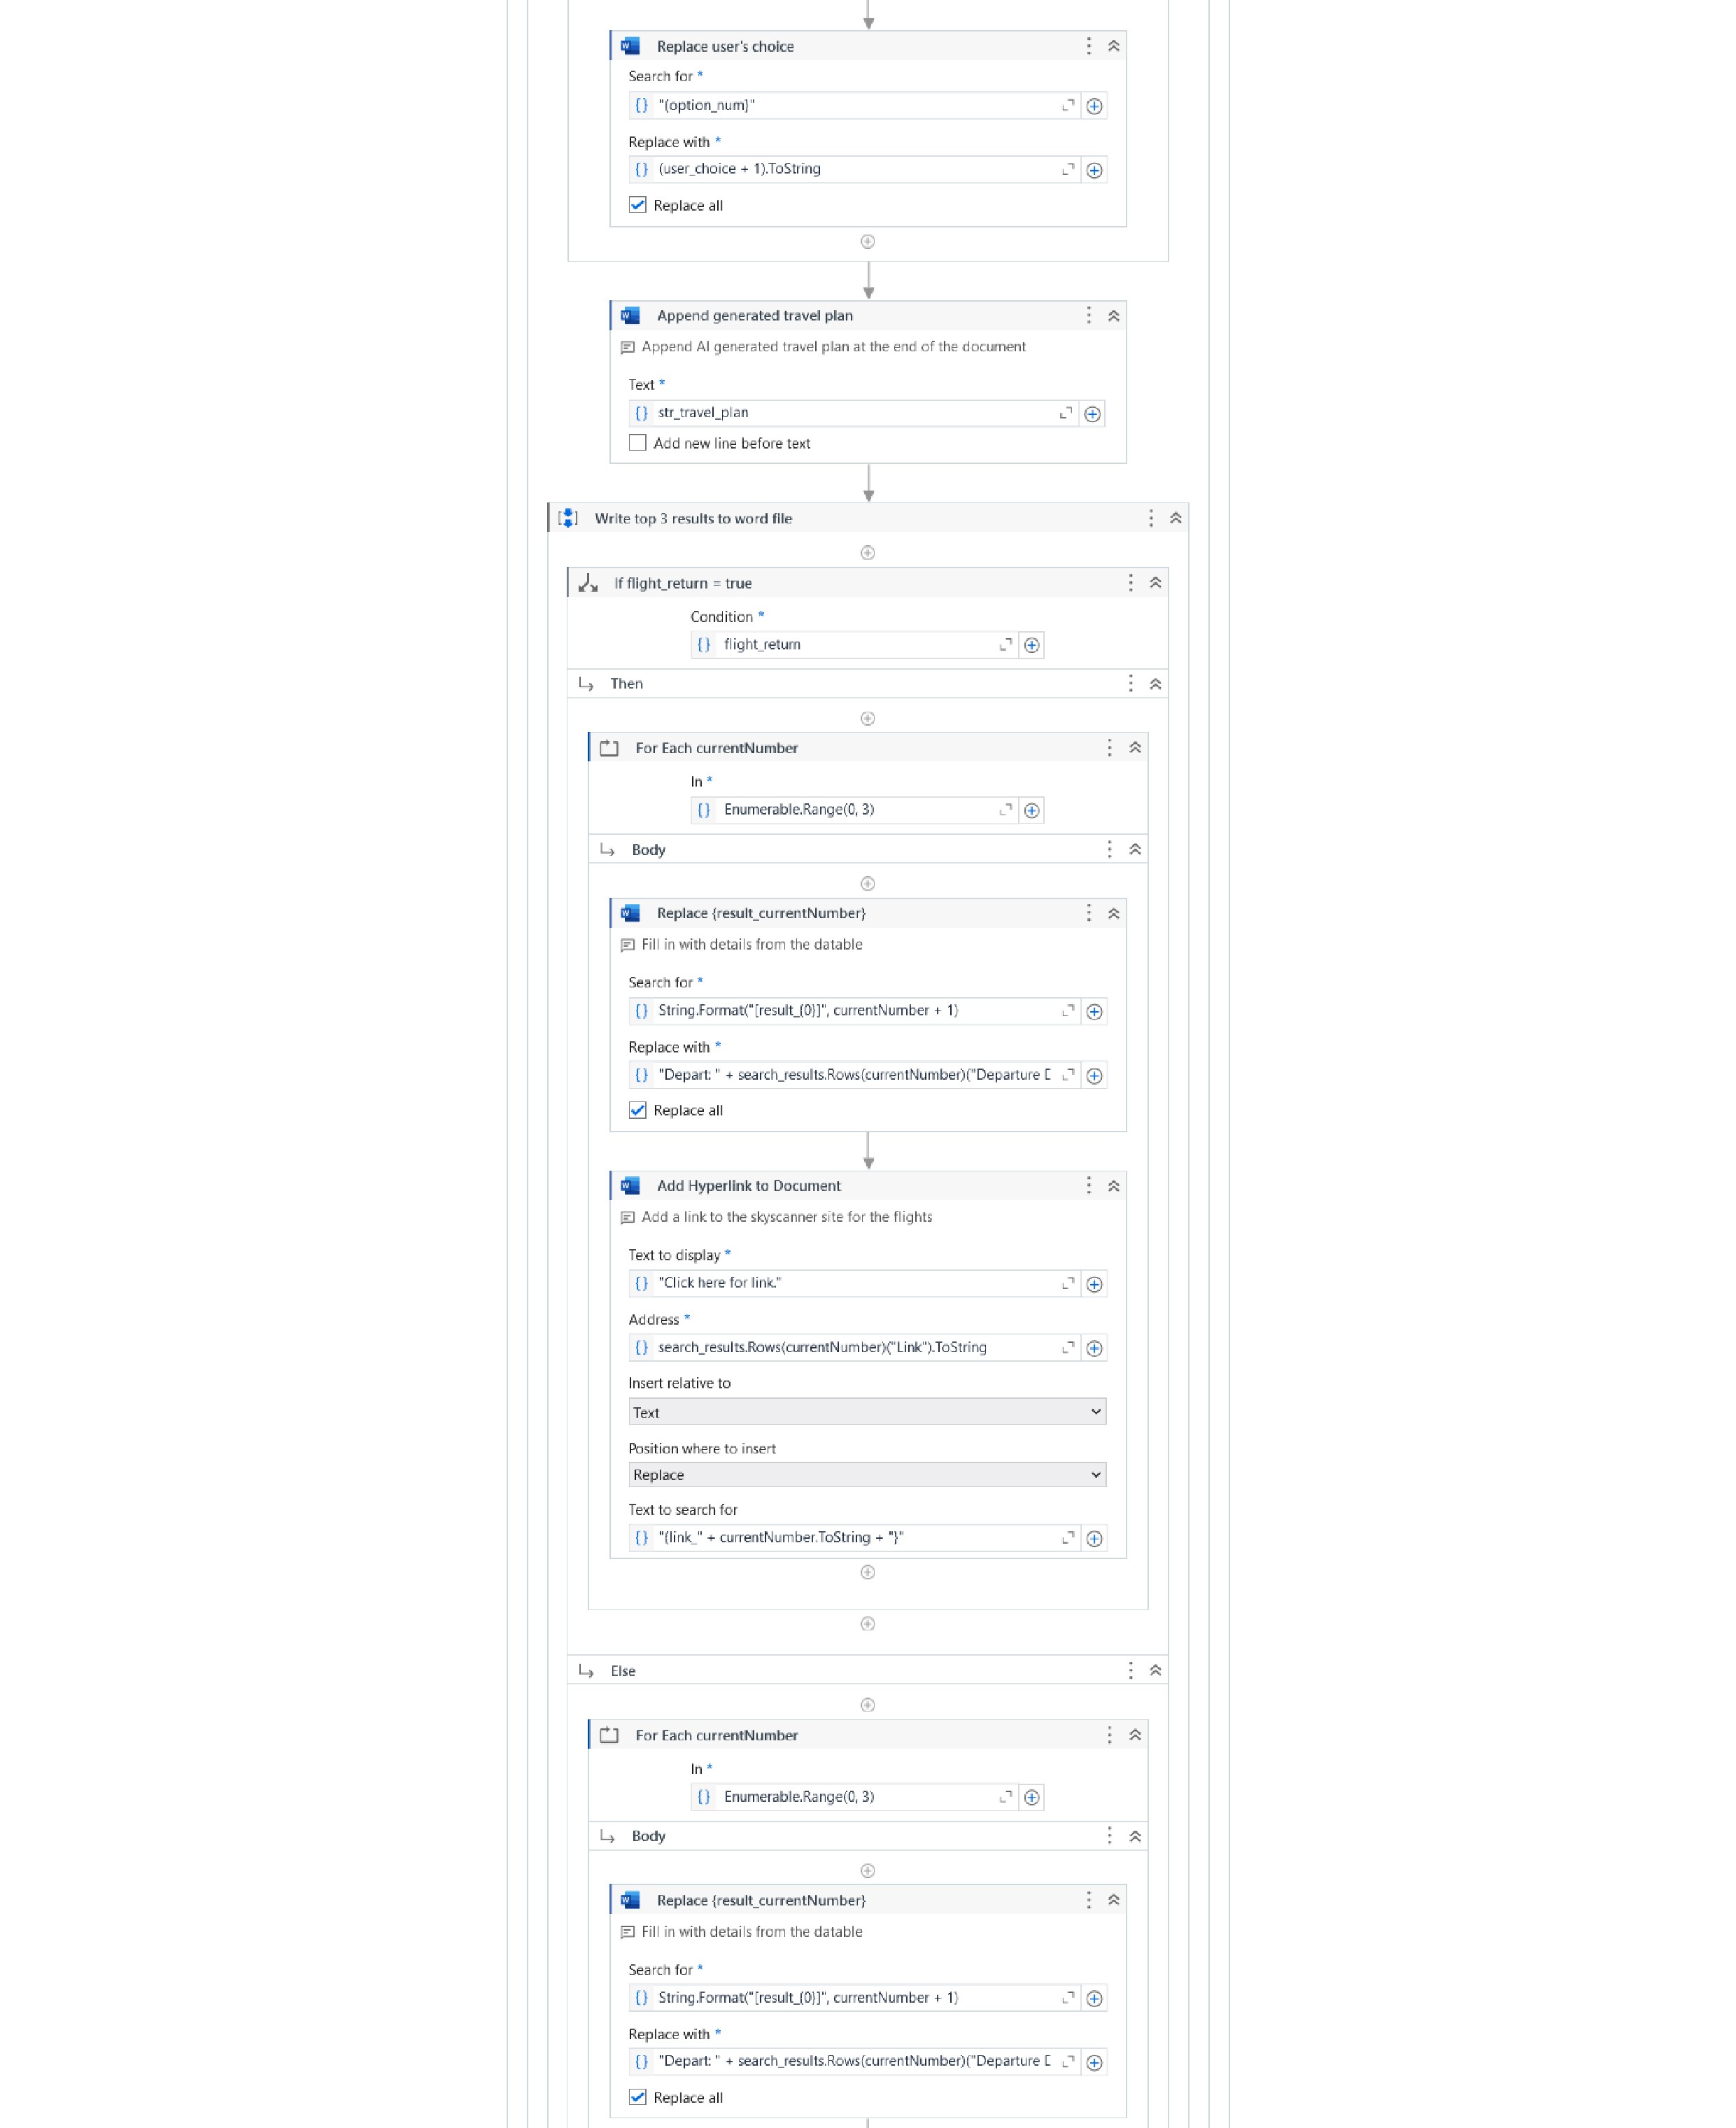 Replace user's choice
Search for *
"{option_num}"
Replace with *
(user_choice + 1).ToString
Replace all
Append generated travel plan
Append AI generated travel plan at the end of the document
Text *
str_travel_plan
Add new line before text
Write top 3 results to word file
If flight_return = true
Condition *
flight_return
Then
For Each currentNumber
In *
Enumerable.Range(0, 3)
Body
Replace {result_currentNumber}
Fill in with details from the datable
Search for *
String.Format("[result_{0}]", currentNumber + 1)
Replace with *
"Depart: " + search_results.Rows(currentNumber)("Departure D
Replace all
Add Hyperlink to Document
Add a link to the skyscanner site for the flights
Text to display *
"Click here for link."
Address *
search_results.Rows(currentNumber)("Link").ToString
Insert relative to
Text
Position where to insert
Replace
Text to search for
"{link_" + currentNumber.ToString + "}"
Else
For Each currentNumber
In *
Enumerable.Range(0, 3)
Body
Replace {result_currentNumber}
Fill in with details from the datable
Search for *
String.Format("[result_{0}]", currentNumber + 1)
Replace with *
"Depart: " + search_results.Rows(currentNumber)("Departure D
Replace all